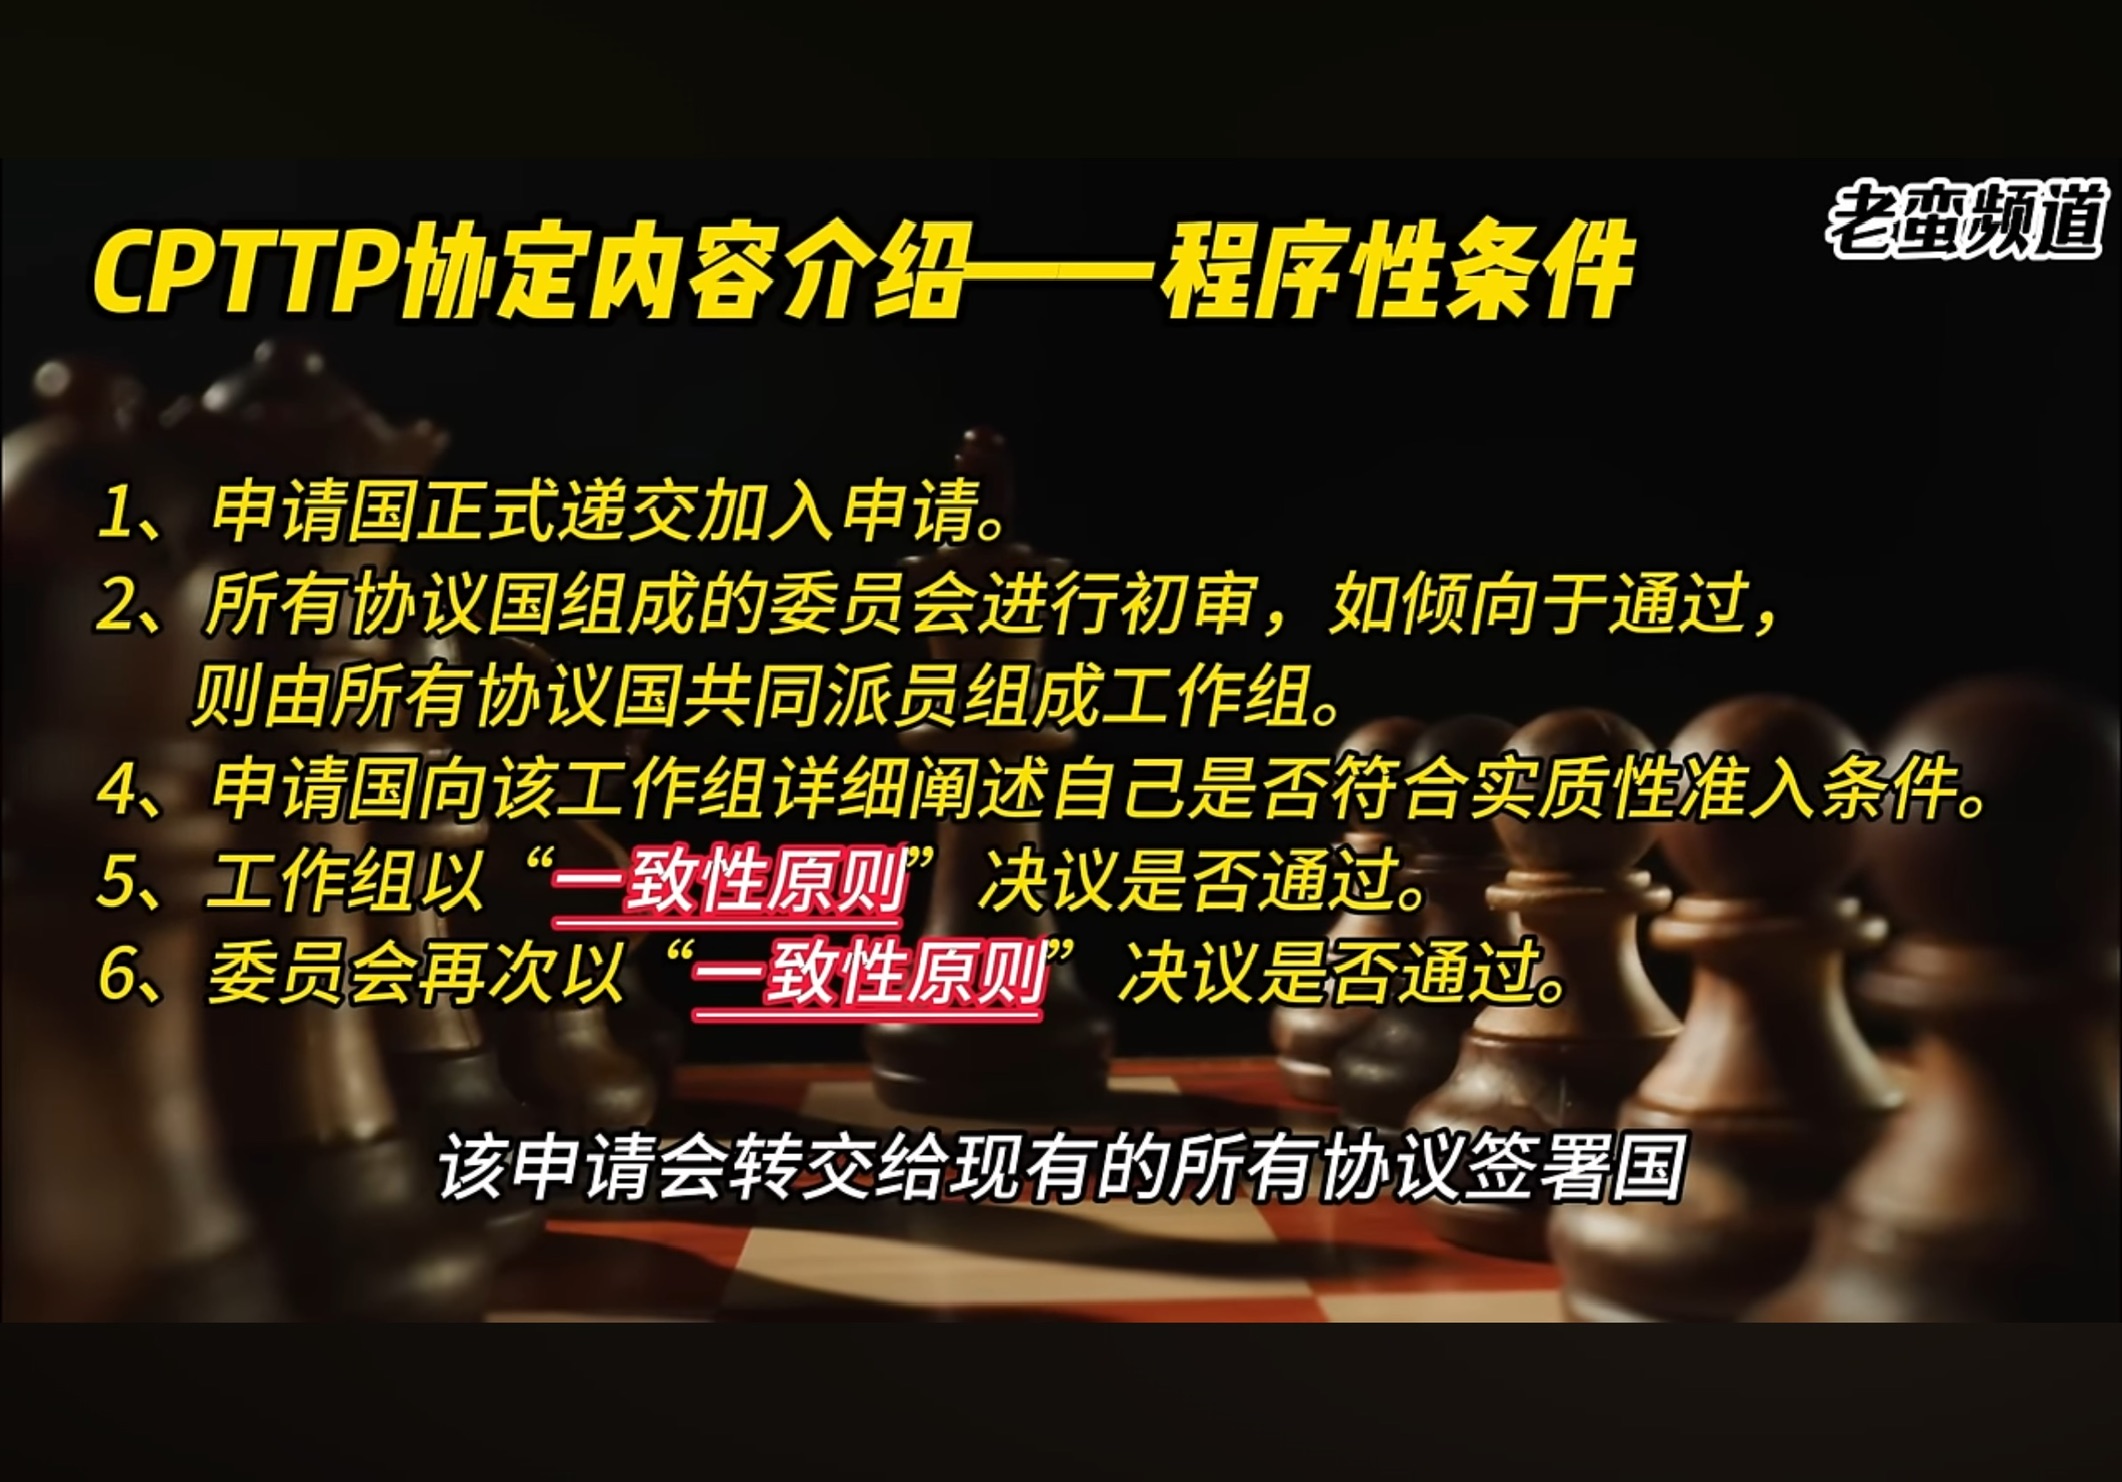 老蛮频道
CPTTP协定内容介绍——程序性条件
1、申请国正式递交加入申请。
2、所有协议国组成的委员会进行初审，如倾向于通过，
则由所有协议国共同派员组成工作组。
4、申请国向该工作组详细阐述自己是否符合实质性准入条件。
5、工作组以“一致性原则”决议是否通过。
6、委员会再次以“一致性原则”决议是否通过。
该申请会转交给现有的所有协议签署国